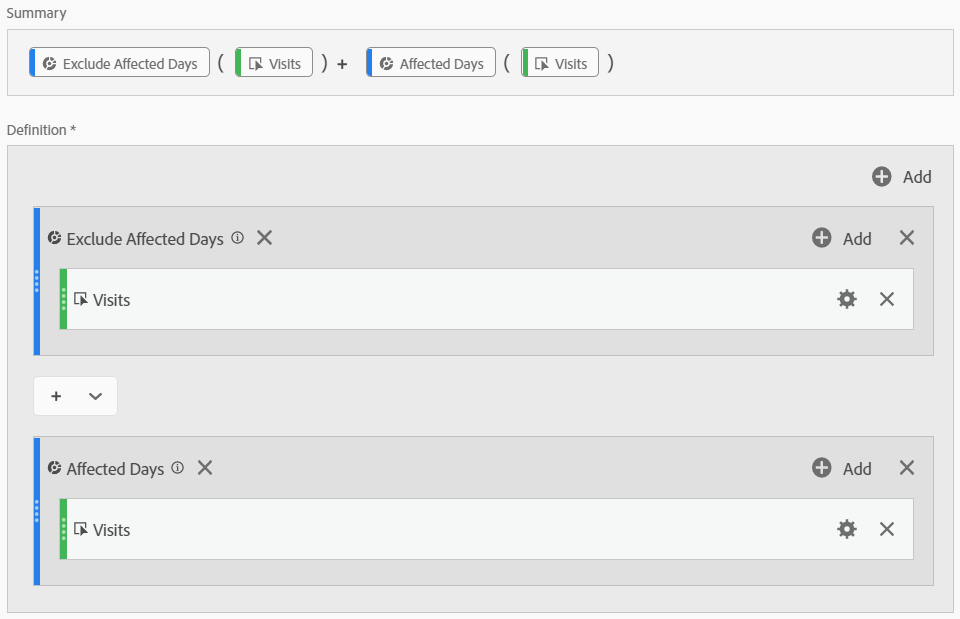 Summary
Exclude Affected Days ( Visits ) + Affected Days ( Visits )
Definition *
Add
Exclude Affected Days Add
Visits
+
Affected Days Add
Visits